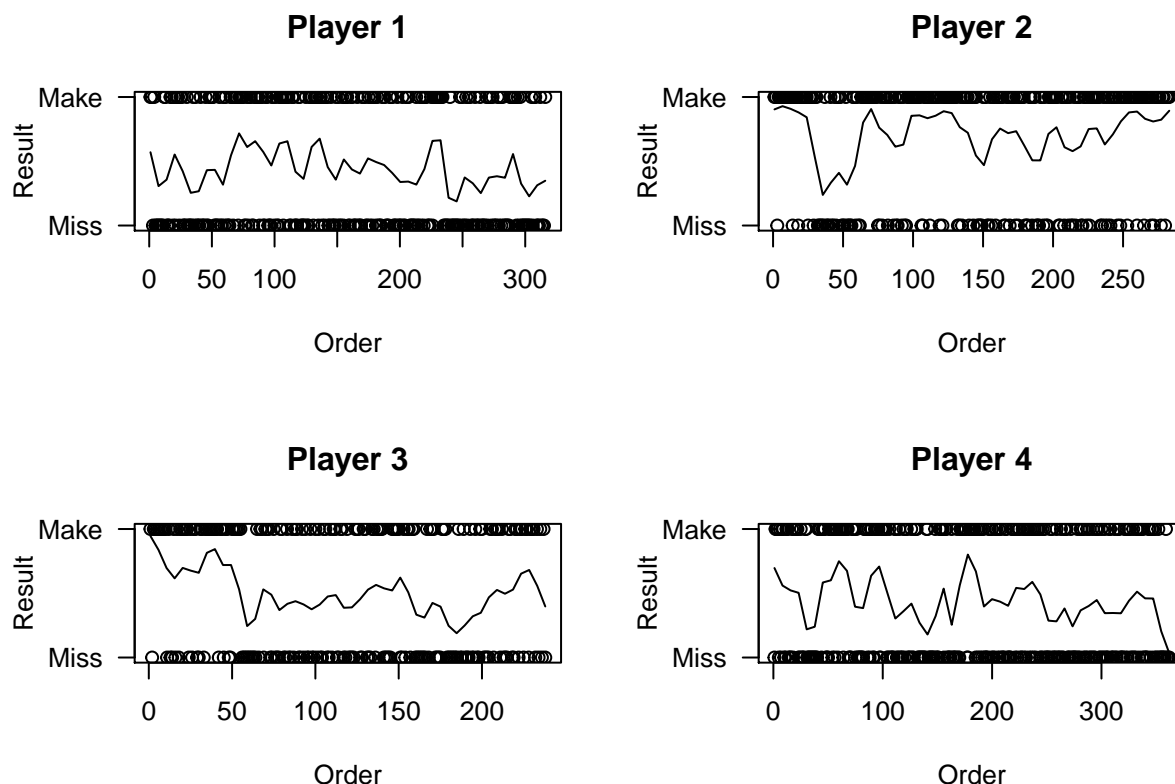 Player 1
Make
Miss
Result
0 50 100 200 300
Order
Player 2
Make
Miss
Result
0 50 100 150 200 250
Order
Player 3
Make
Miss
Result
0 50 100 150 200
Order
Player 4
Make
Miss
Result
0 100 200 300
Order